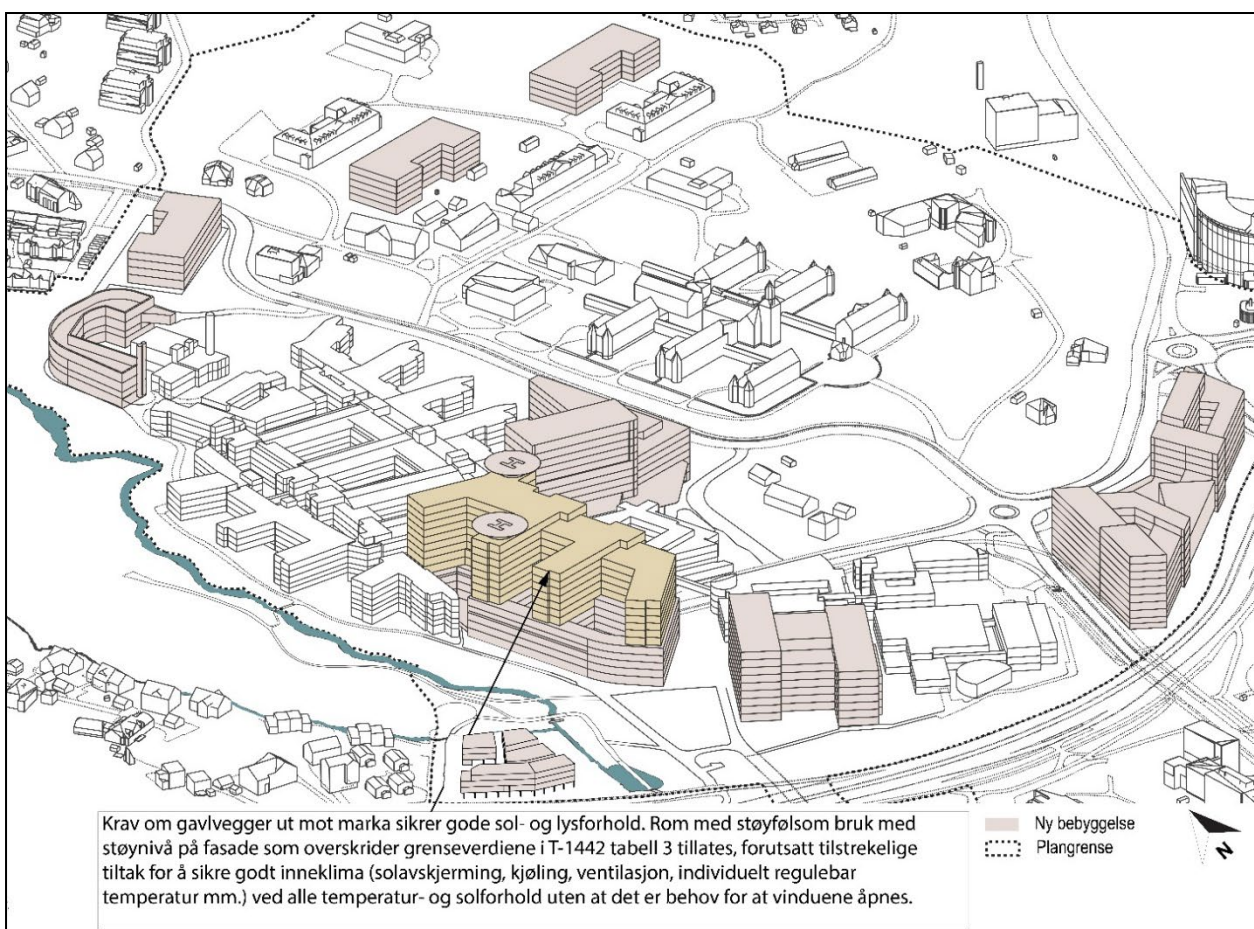 H
H
Krav om gavlvegger ut mot marka sikrer gode sol- og lysforhold. Rom med støyfølsom bruk med
støynivå på fasade som overskrider grenseverdiene i T-1442 tabell 3 tillates, forutsatt tilstrekelige
tiltak for å sikre godt inneklima (solavskjerming, kjøling, ventilasjon, individuelt regulebar
temperatur mm.) ved alle temperatur- og solforhold uten at det er behov for at vinduene åpnes.
Ny bebyggelse
Plangrense
N